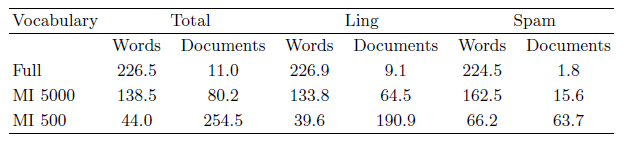 Vocabulary Total Ling Spam
Words Documents Words Documents Words Documents
Full 226.5 11.0 226.9 9.1 224.5 1.8
MI 5000 138.5 80.2 133.8 64.5 162.5 15.6
MI 500 44.0 254.5 39.6 190.9 66.2 63.7